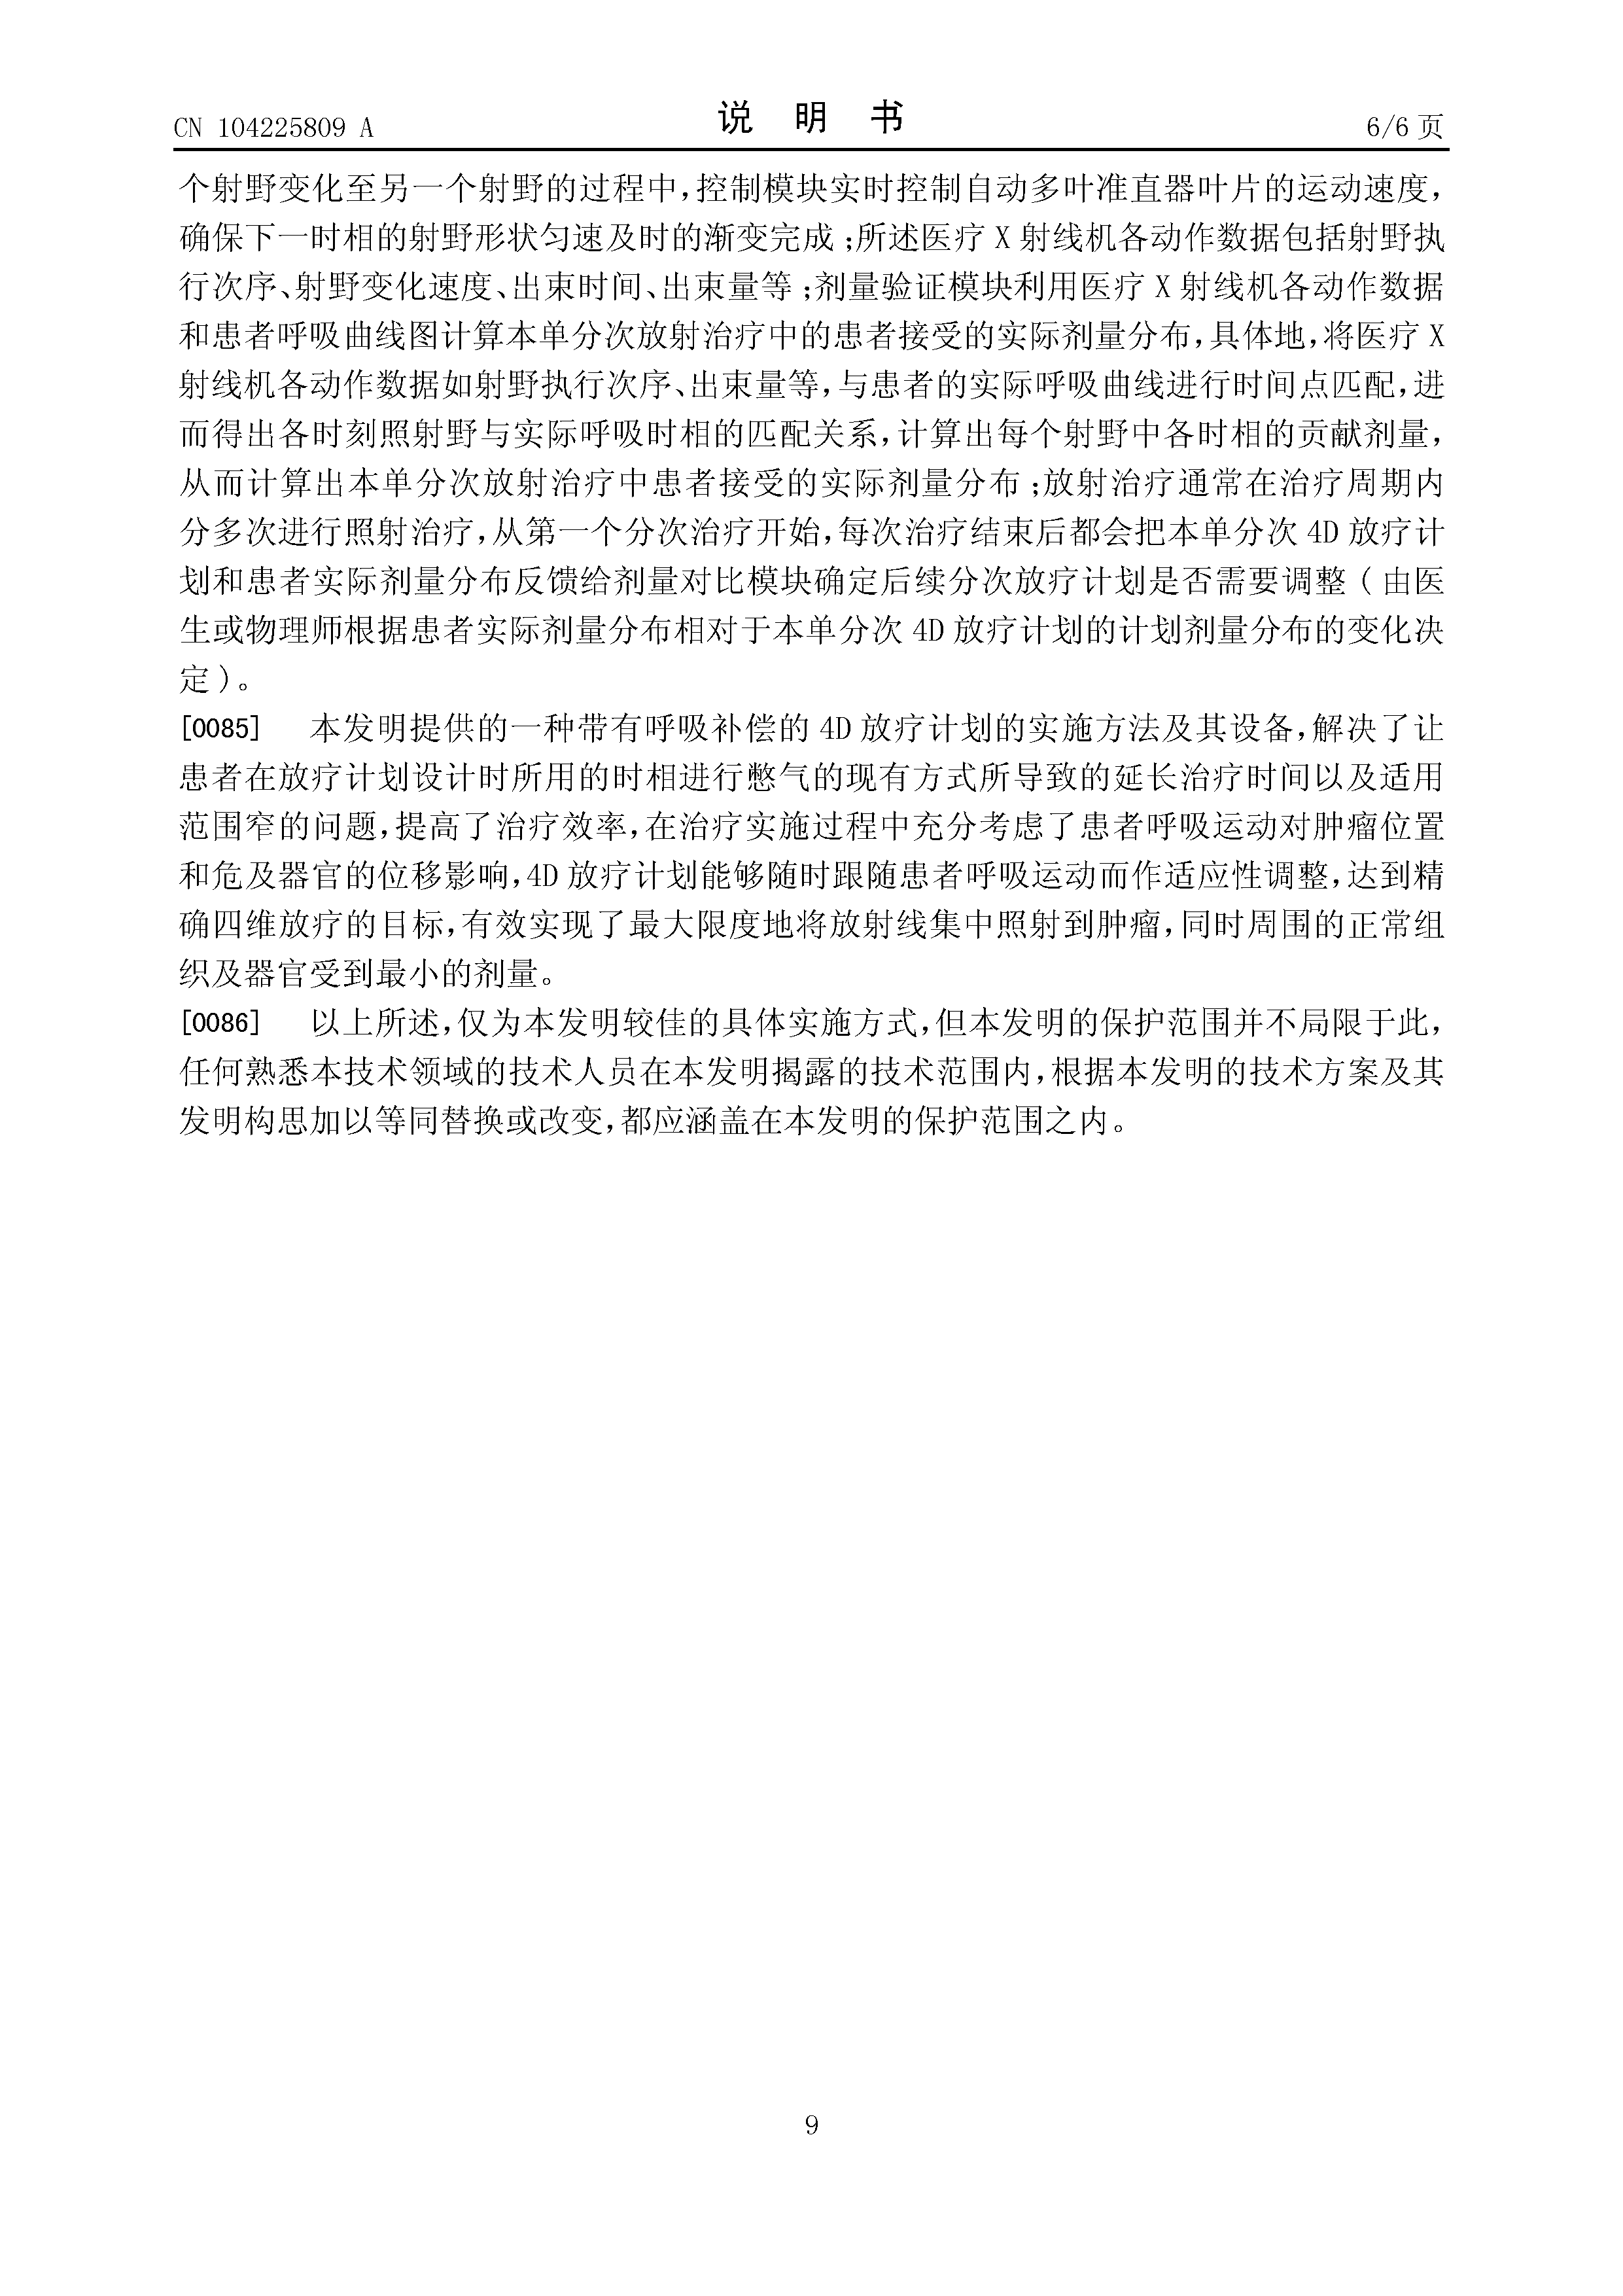 CN 104225809 A
说 明 书
6/6 页
个射野变化至另一个射野的过程中,控制模块实时控制自动多叶准直器叶片的运动速度,
确保下一时相的射野形状匀速及时的渐变完成;所述医疗 X 射线机各动作数据包括射野执
行次序、射野变化速度、出束时间、出束量等;剂量验证模块利用医疗 X 射线机各动作数据
和患者呼吸曲线图计算本单分次放射治疗中的患者接受的实际剂量分布,具体地,将医疗 X
射线机各动作数据如射野执行次序、出束量等,与患者的实际呼吸曲线进行时间点匹配,进
而得出各时刻照射野与实际呼吸时相的匹配关系,计算出每个射野中各时相的贡献剂量,
从而计算出本单分次放射治疗中患者接受的实际剂量分布;放射治疗通常在治疗周期内
分多次进行照射治疗,从第一个分次治疗开始,每次治疗结束后都会把本单分次 4D 放疗计
划和患者实际剂量分布反馈给剂量对比模块确定后续分次放疗计划是否需要调整(由医
生或物理师根据患者实际剂量分布相对于本单分次 4D 放疗计划的计划剂量分布的变化决
定)。
[0085] 本发明提供的一种带有呼吸补偿的 4D 放疗计划的实施方法及其设备,解决了让
患者在放疗计划设计时所用的时相进行憋气的现有方式所导致的延长治疗时间以及适用
范围窄的问题,提高了治疗效率,在治疗实施过程中充分考虑了患者呼吸运动对肿瘤位置
和危及器官的位移影响,4D 放疗计划能够随时跟随患者呼吸运动而作适应性调整,达到精
确四维放疗的目标,有效实现了最大限度地将放射线集中照射到肿瘤,同时周围的正常组
织及器官受到最小的剂量。
[0086] 以上所述,仅为本发明较佳的具体实施方式,但本发明的保护范围并不局限于此,
任何熟悉本技术领域的技术人员在本发明揭露的技术范围内,根据本发明的技术方案及其
发明构思加以等同替换或改变,都应涵盖在本发明的保护范围之内。
9